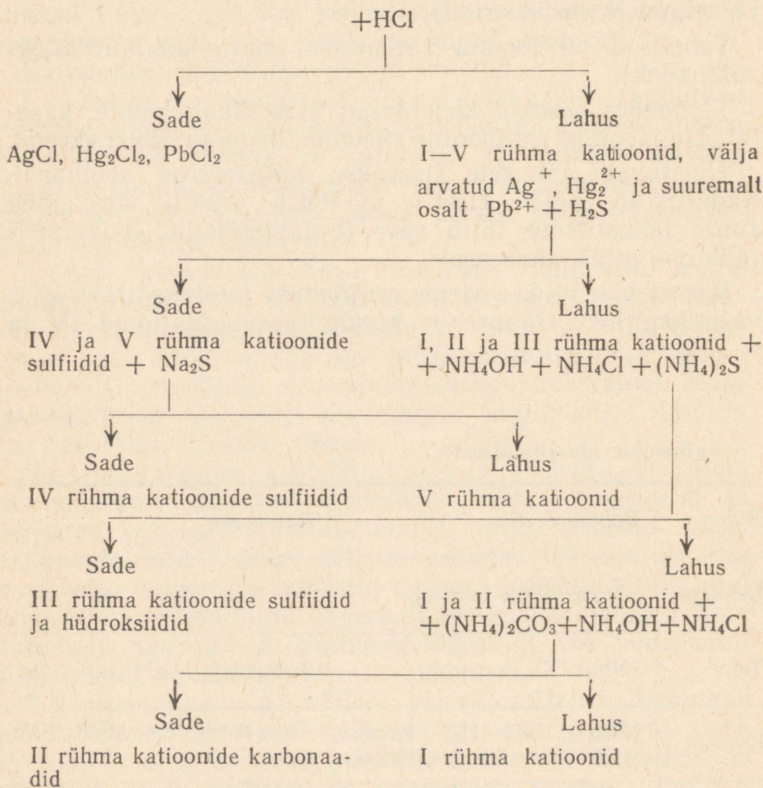 +HCl
Sade
AgCl, Hg₂Cl₂, PbCl₂
Lahus
I—V rühma katioonid, välja
arvatud Ag⁺, Hg₂²⁺ ja suuremalt
osalt Pb²⁺ + H₂S
Sade
IV ja V rühma katioonide
sulfiidid + Na₂S
Lahus
I, II ja III rühma katioonid +
+ NH₄OH + NH₄Cl + (NH₄)₂S
Sade
IV rühma katioonide sulfiidid
Lahus
V rühma katioonid
Sade
III rühma katioonide sulfiidid
ja hüdroksiidid
Lahus
I ja II rühma katioonid +
+(NH₄)₂CO₃+NH₄OH+NH₄Cl
Sade
II rühma katioonide karbonaa-
did
Lahus
I rühma katioonid